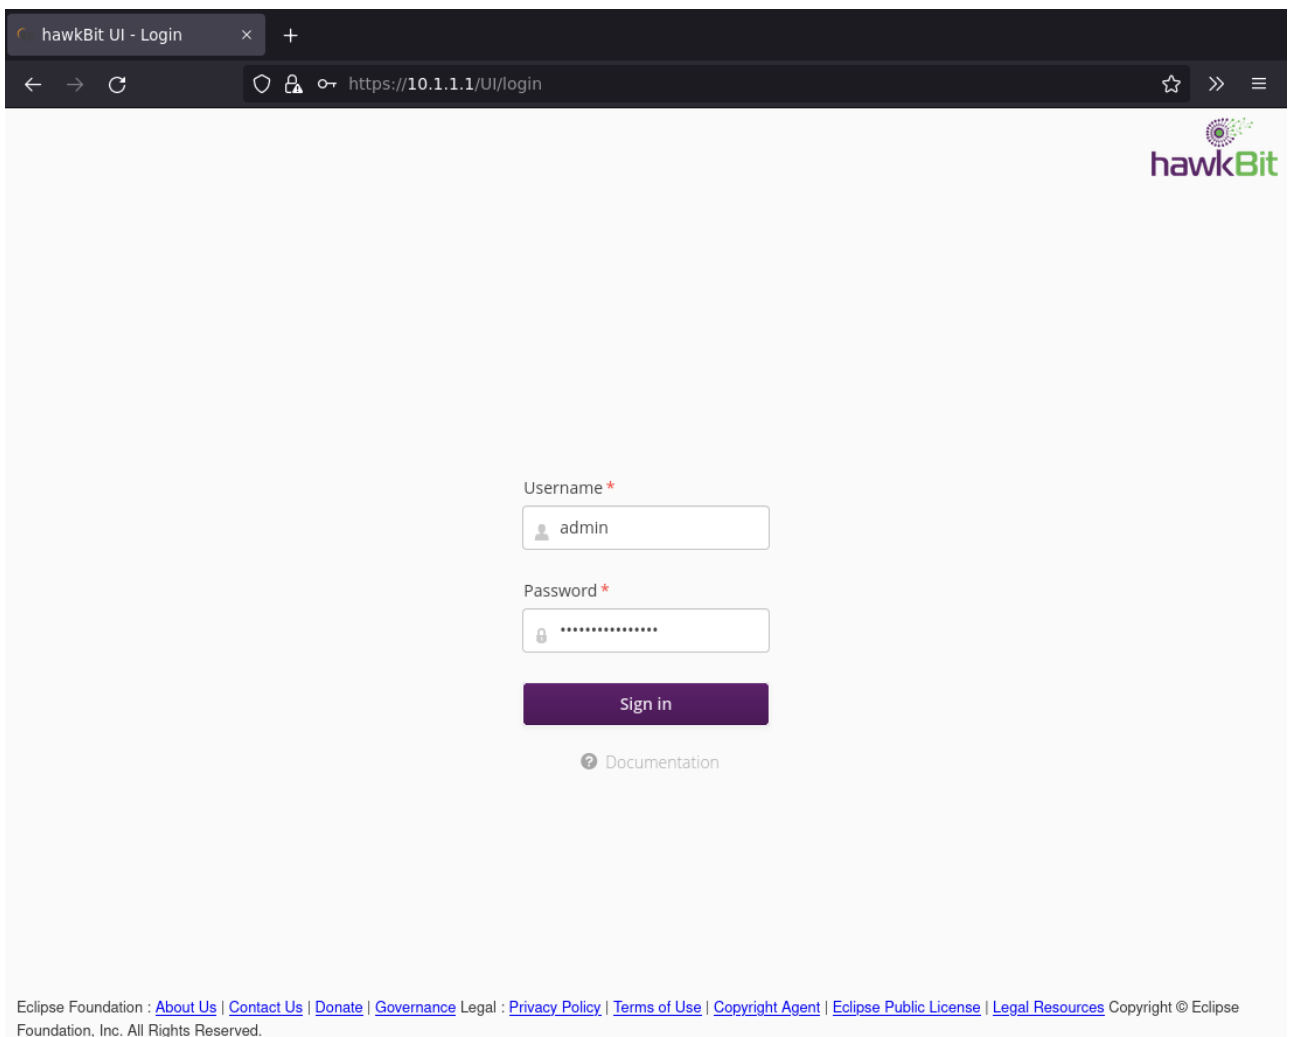 hawkBit UI - Login
https://10.1.1.1/UI/login
hawkBit
Username *
admin
Password *
••••••••••••••••
Sign in
Documentation
Eclipse Foundation : About Us | Contact Us | Donate | Governance Legal : Privacy Policy | Terms of Use | Copyright Agent | Eclipse Public License | Legal Resources Copyright © Eclipse
Foundation, Inc. All Rights Reserved.